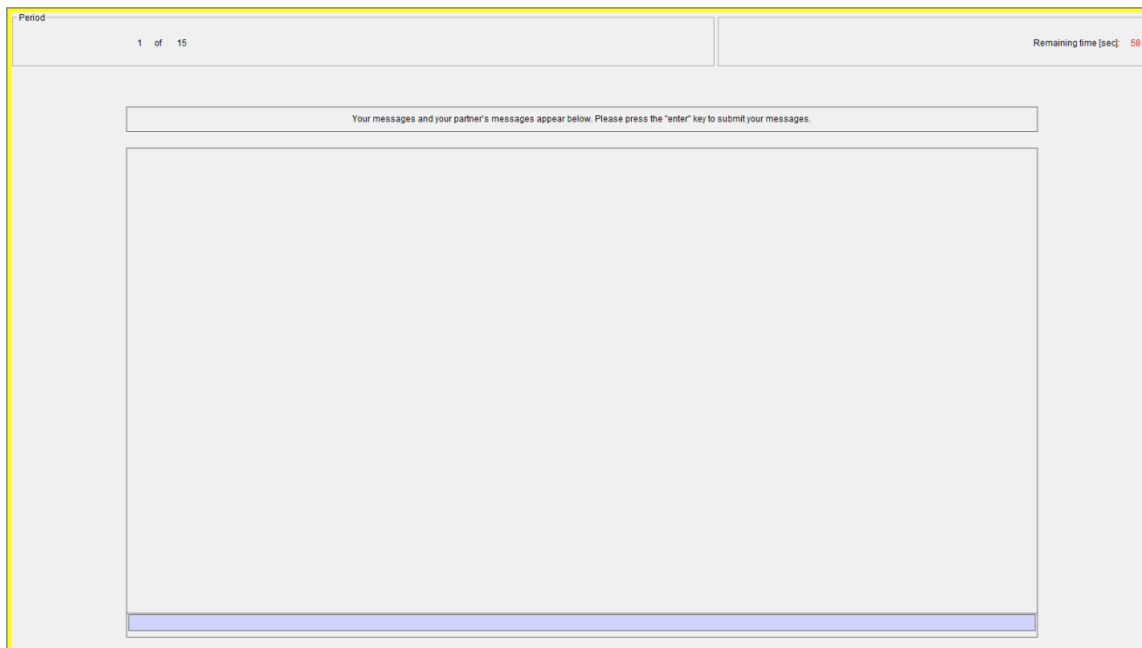 Period
1 of 15
Remaining time [sec]: 58
Your messages and your partner's messages appear below. Please press the "enter" key to submit your messages.